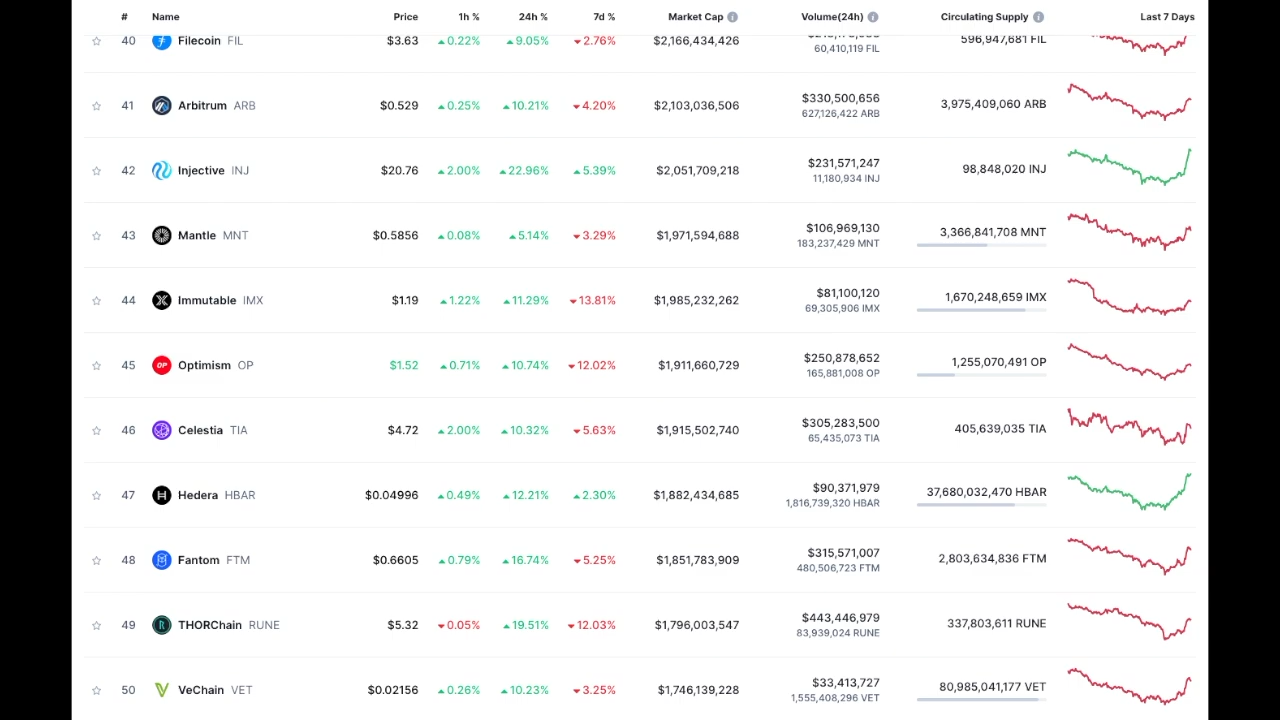 # Name Price 1h % 24h % 7d % Market Cap Volume(24h) Circulating Supply Last 7 Days
40 Filecoin FIL $3.63 0.22% 9.05% 2.76% $2,166,434,426 596,947,681 FIL
60,410,119 FIL
41 Arbitrum ARB $0.529 0.25% 10.21% 4.20% $2,103,036,506 $330,500,656 3,975,409,060 ARB
627,126,422 ARB
42 Injective INJ $20.76 2.00% 22.96% 5.39% $2,051,709,218 $231,571,247 98,848,020 INJ
11,180,934 INJ
43 Mantle MNT $0.5856 0.08% 5.14% 3.29% $1,971,594,688 $106,969,130 3,366,841,708 MNT
183,237,429 MNT
44 Immutable IMX $1.19 1.22% 11.29% 13.81% $1,985,232,262 $81,100,120 1,670,248,659 IMX
69,305,906 IMX
45 Optimism OP $1.52 0.71% 10.74% 12.02% $1,911,660,729 $250,878,652 1,255,070,491 OP
165,881,008 OP
46 Celestia TIA $4.72 2.00% 10.32% 5.63% $1,915,502,740 $305,283,500 405,639,035 TIA
65,435,073 TIA
47 Hedera HBAR $0.04996 0.49% 12.21% 2.30% $1,882,434,685 $90,371,979 37,680,032,470 HBAR
1,816,739,320 HBAR
48 Fantom FTM $0.6605 0.79% 16.74% 5.25% $1,851,783,909 $315,571,007 2,803,634,836 FTM
480,506,723 FTM
49 THORChain RUNE $5.32 0.05% 19.51% 12.03% $1,796,003,547 $443,446,979 337,803,611 RUNE
83,939,024 RUNE
50 VeChain VET $0.02156 0.26% 10.23% 3.25% $1,746,139,228 $33,413,727 80,985,041,177 VET
1,555,408,296 VET